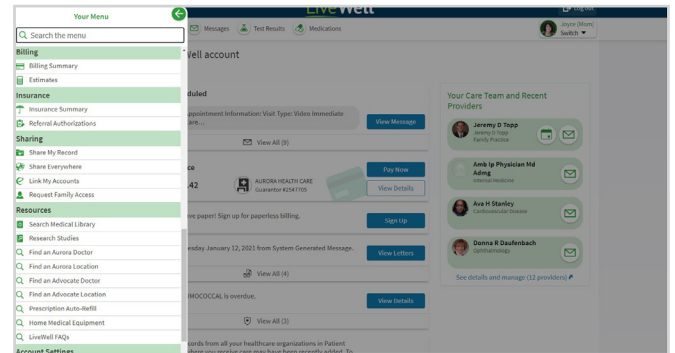 Your Menu
Search the menu
Billing
Billing Summary
Estimates
Insurance
Insurance Summary
Referral Authorizations
Sharing
Share My Record
Share Everywhere
Link My Accounts
Request Family Access
Resources
Search Medical Library
Research Studies
Find an Aurora Doctor
Find an Aurora Location
Find an Advocate Doctor
Find an Advocate Location
Prescription Auto-Refill
Home Medical Equipment
LiveWell FAQs
Account Settings
Live Well
Log out
Messages
Test Results
Medications
Joyce (Mom)
Switch
Well account
duled
Appointment Information: Visit Type: Video Immediate
are...
View Message
View All (9)
ce
.42
AURORA HEALTH CARE
Guarantor #2547705
Pay Now
View Details
ve paper! Sign up for paperless billing.
Sign Up
esday January 12, 2021 from System Generated Message.
View Letters
View All (4)
UMOCOCCAL is overdue.
View Details
View All (3)
cords from all your healthcare organizations in Patient
where you receive care may have been recently added. To
Your Care Team and Recent
Providers
Jeremy D Topp
Jeremy D Topp
Family Practice
Amb Ip Physician Md
Admg
Internal Medicine
Ava H Stanley
Cardiovascular Disease
Donna R Daufenbach
Ophthalmology
See details and manage (12 providers)